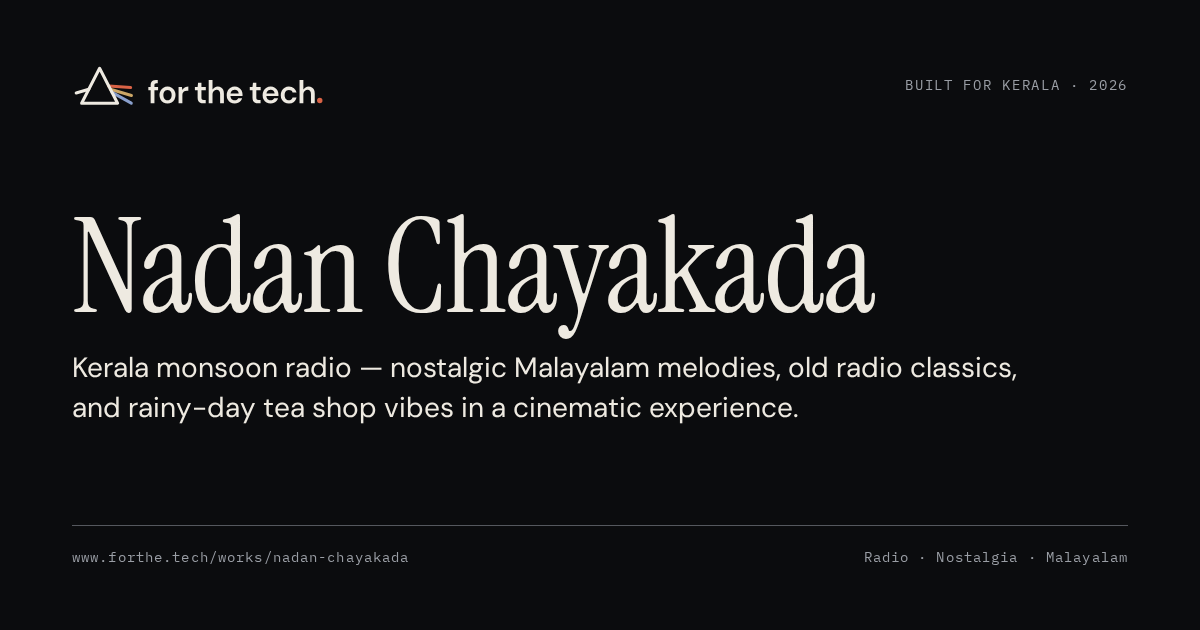 for the tech.
BUILT FOR KERALA · 2026
Nadan Chayakada
Kerala monsoon radio — nostalgic Malayalam melodies, old radio classics,
and rainy-day tea shop vibes in a cinematic experience.
www.forthe.tech/works/nadan-chayakada
Radio · Nostalgia · Malayalam